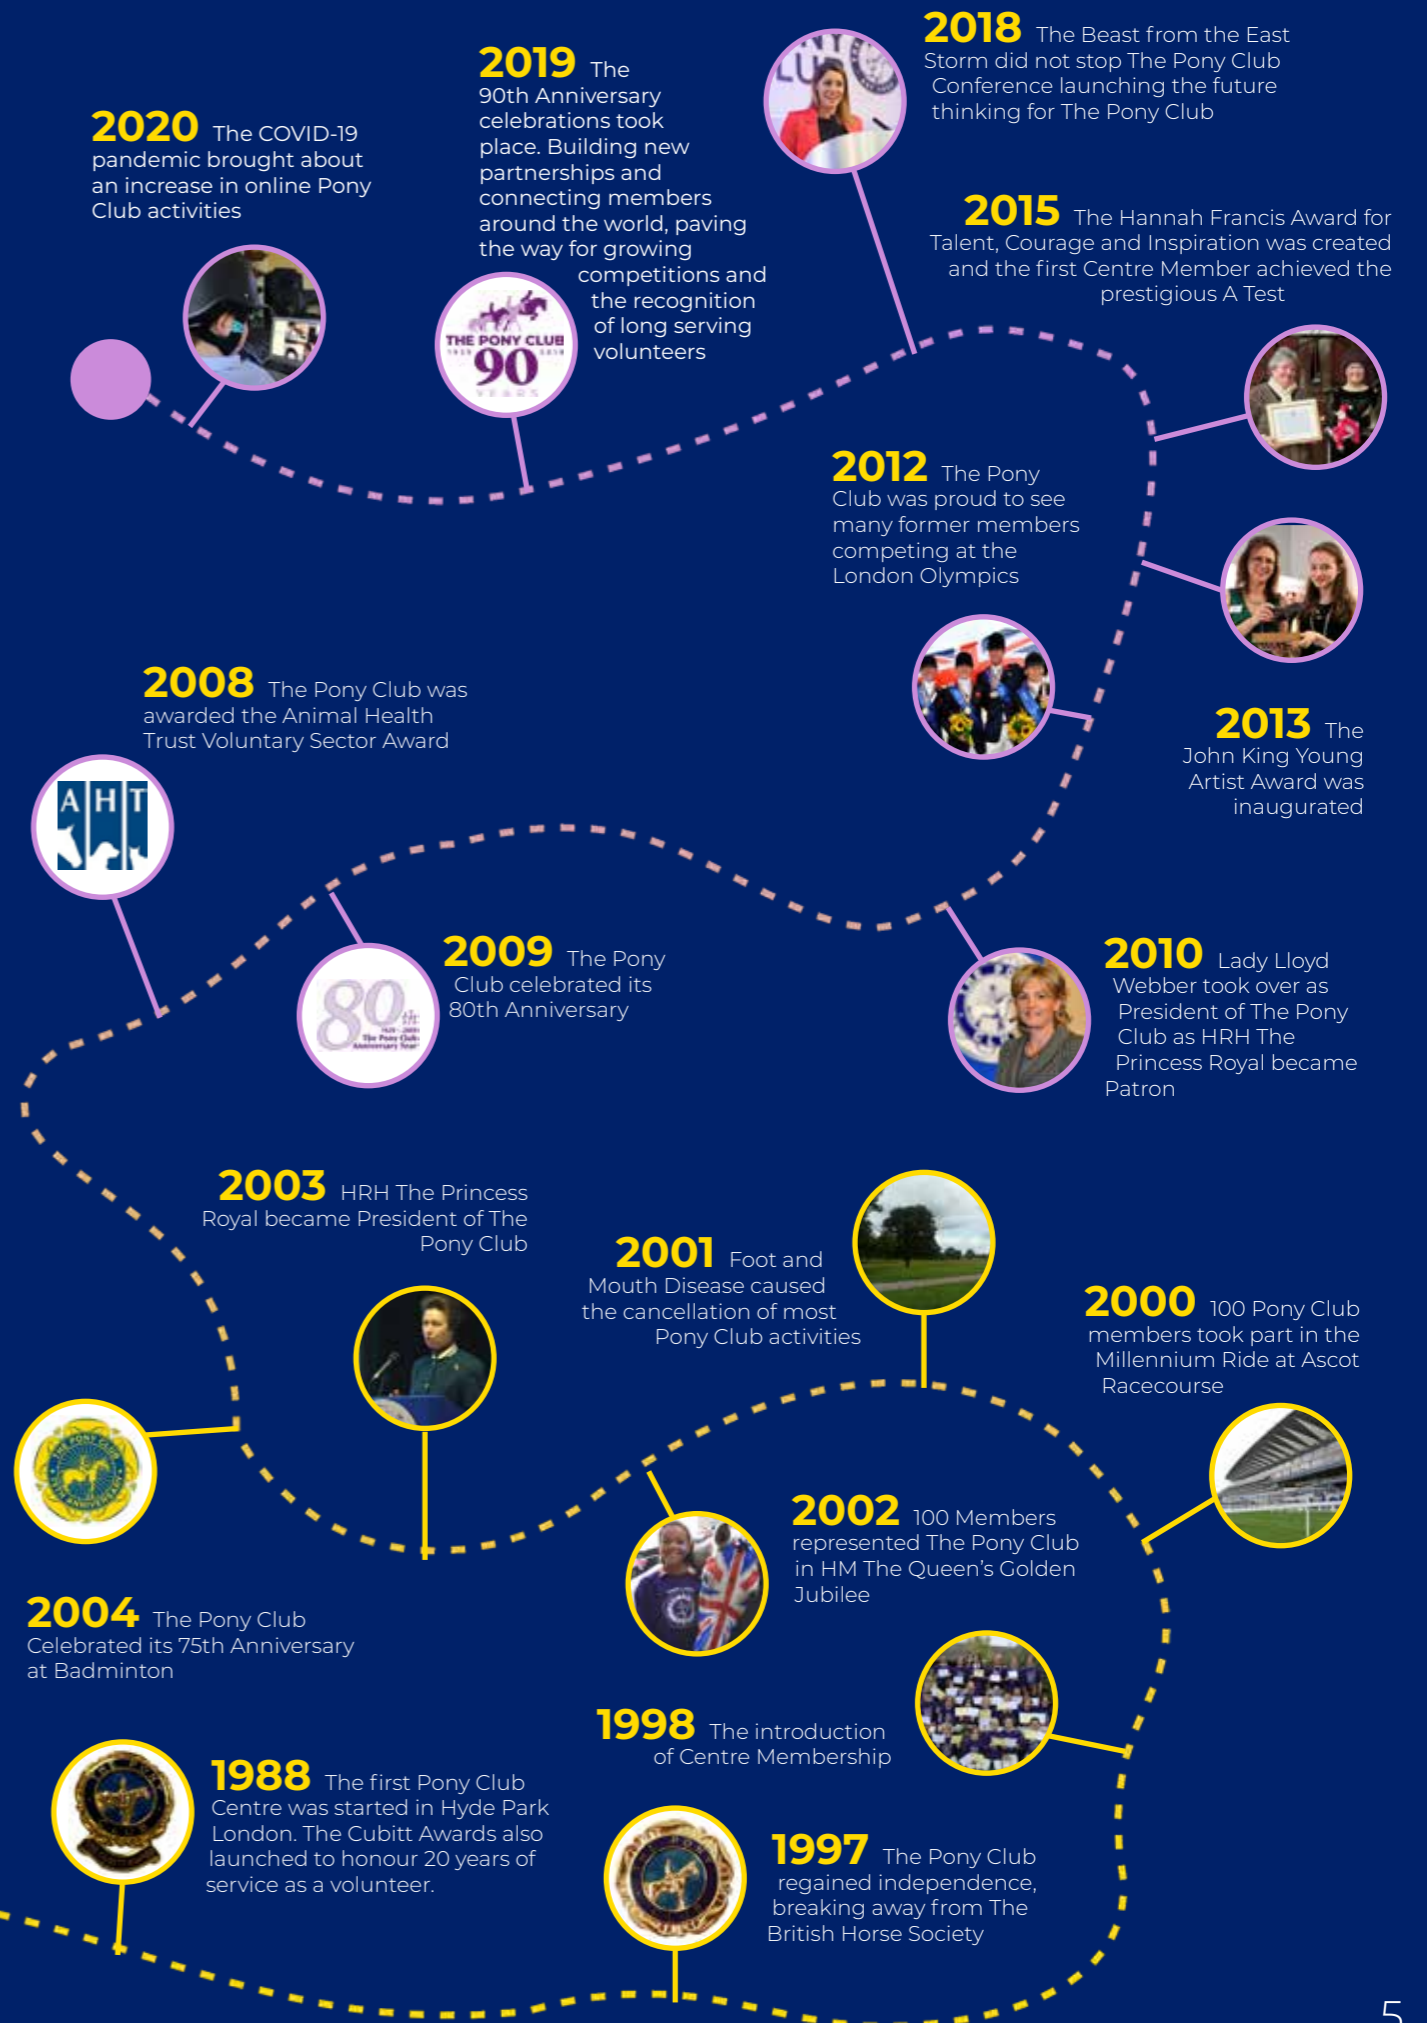 2018 The Beast from the East
Storm did not stop The Pony Club
Conference launching the future
thinking for The Pony Club
2019 The
90th Anniversary
celebrations took
place. Building new
partnerships and
connecting members
around the world, paving
the way for growing
competitions and
the recognition
of long serving
volunteers
2020 The COVID-19
pandemic brought about
an increase in online Pony
Club activities
THE PONY CLUB
90
YEARS
2015 The Hannah Francis Award for
Talent, Courage and Inspiration was created
and the first Centre Member achieved the
prestigious A Test
2012 The Pony
Club was proud to see
many former members
competing at the
London Olympics
2013 The
John King Young
Artist Award was
inaugurated
2008 The Pony Club was
awarded the Animal Health
Trust Voluntary Sector Award
AHT
2009 The Pony
Club celebrated its
80th Anniversary
80
The Pony Club
Anniversary Year
2010 Lady Lloyd
Webber took over as
President of The Pony
Club as HRH The
Princess Royal became
Patron
2003 HRH The Princess
Royal became President of The
Pony Club
2001 Foot and
Mouth Disease caused
the cancellation of most
Pony Club activities
2000 100 Pony Club
members took part in the
Millennium Ride at Ascot
Racecourse
THE PONY CLUB
ANNIVERSARY
2002 100 Members
represented The Pony Club
in HM The Queen's Golden
Jubilee
2004 The Pony Club
Celebrated its 75th Anniversary
at Badminton
1998 The introduction
of Centre Membership
1988 The first Pony Club
Centre was started in Hyde Park
London. The Cubitt Awards also
launched to honour 20 years of
service as a volunteer.
1997 The Pony Club
regained independence,
breaking away from The
British Horse Society
5